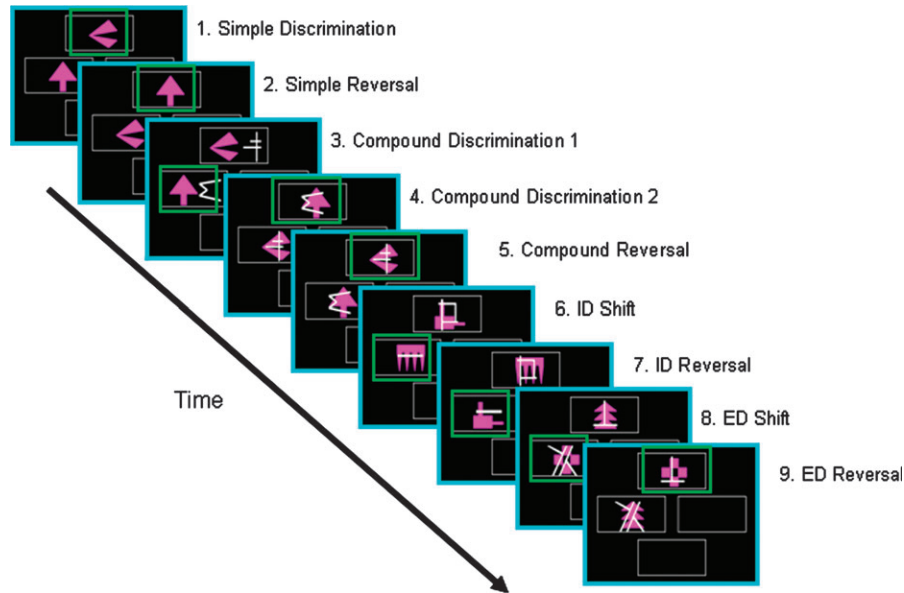 1. Simple Discrimination
2. Simple Reversal
3. Compound Discrimination 1
4. Compound Discrimination 2
5. Compound Reversal
6. ID Shift
7. ID Reversal
8. ED Shift
9. ED Reversal
Time